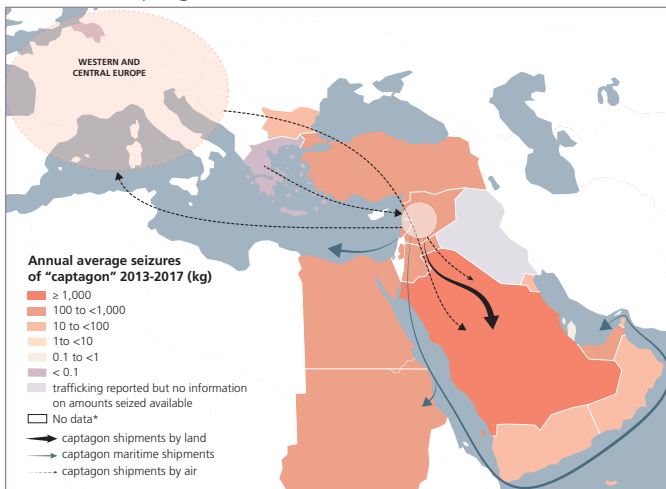 WESTERN AND
CENTRAL EUROPE
Annual average seizures
of “captagon” 2013-2017 (kg)
≥ 1,000
100 to <1,000
10 to <100
1to <10
0.1 to <1
< 0.1
trafficking reported but no information
on amounts seized available
No data*
captagon shipments by land
captagon maritime shipments
captagon shipments by air